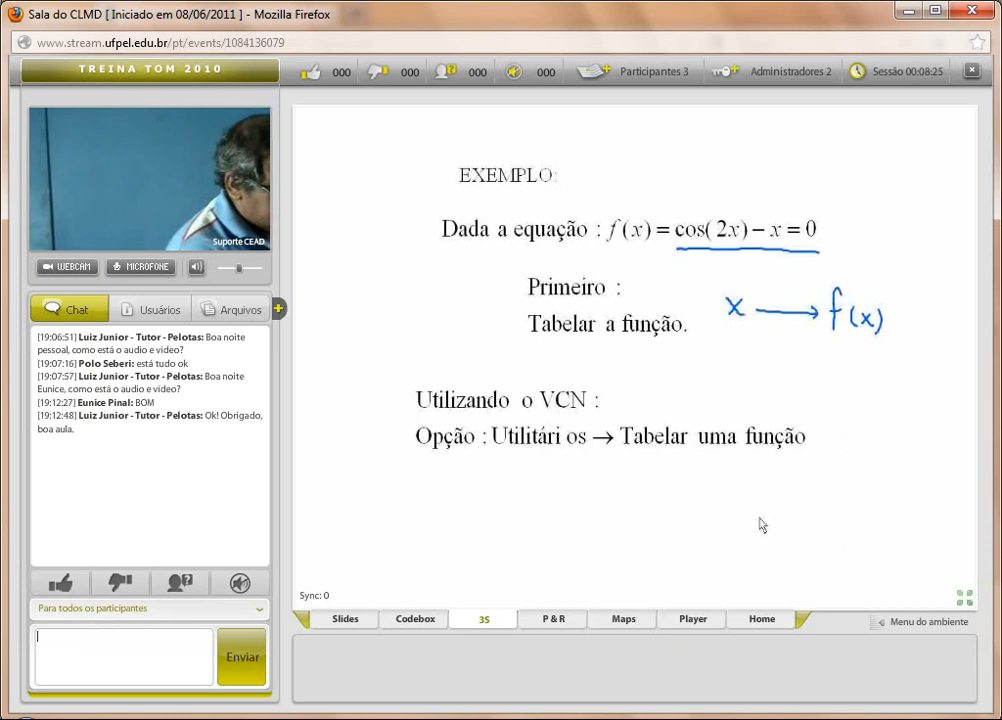 Sala do CLMD [ Iniciado em 08/06/2011 ] - Mozilla Firefox
www.stream.ufpel.edu.br/pt/events/1084136079
TREINA TOM 2010
000
000
000
000
Participantes 3
Administradores 2
Sessão 00:08:25
Suporte CEAD
WEBCAM
MICROFONE
Chat
Usuários
Arquivos
[19:06:51] Luiz Junior - Tutor - Pelotas: Boa noite
pessoal, como está o audio e video?
[19:07:16] Polo Seberi: está tudo ok
[19:07:57] Luiz Junior - Tutor - Pelotas: Boa noite
Eunice, como está o audio e vídeo?
[19:12:27] Eunice Pinal: BOM
[19:12:48] Luiz Junior - Tutor - Pelotas: Ok! Obrigado,
boa aula.
Para todos os participantes
Enviar
EXEMPLO:
Dada a equação : f(x) = cos( 2x) − x = 0
Primeiro :
Tabelar a função.
x → f(x)
Utilizando o VCN :
Opção : Utilitári os → Tabelar uma função
Sync: 0
Slides
Codebox
3S
P & R
Maps
Player
Home
Menu do ambiente